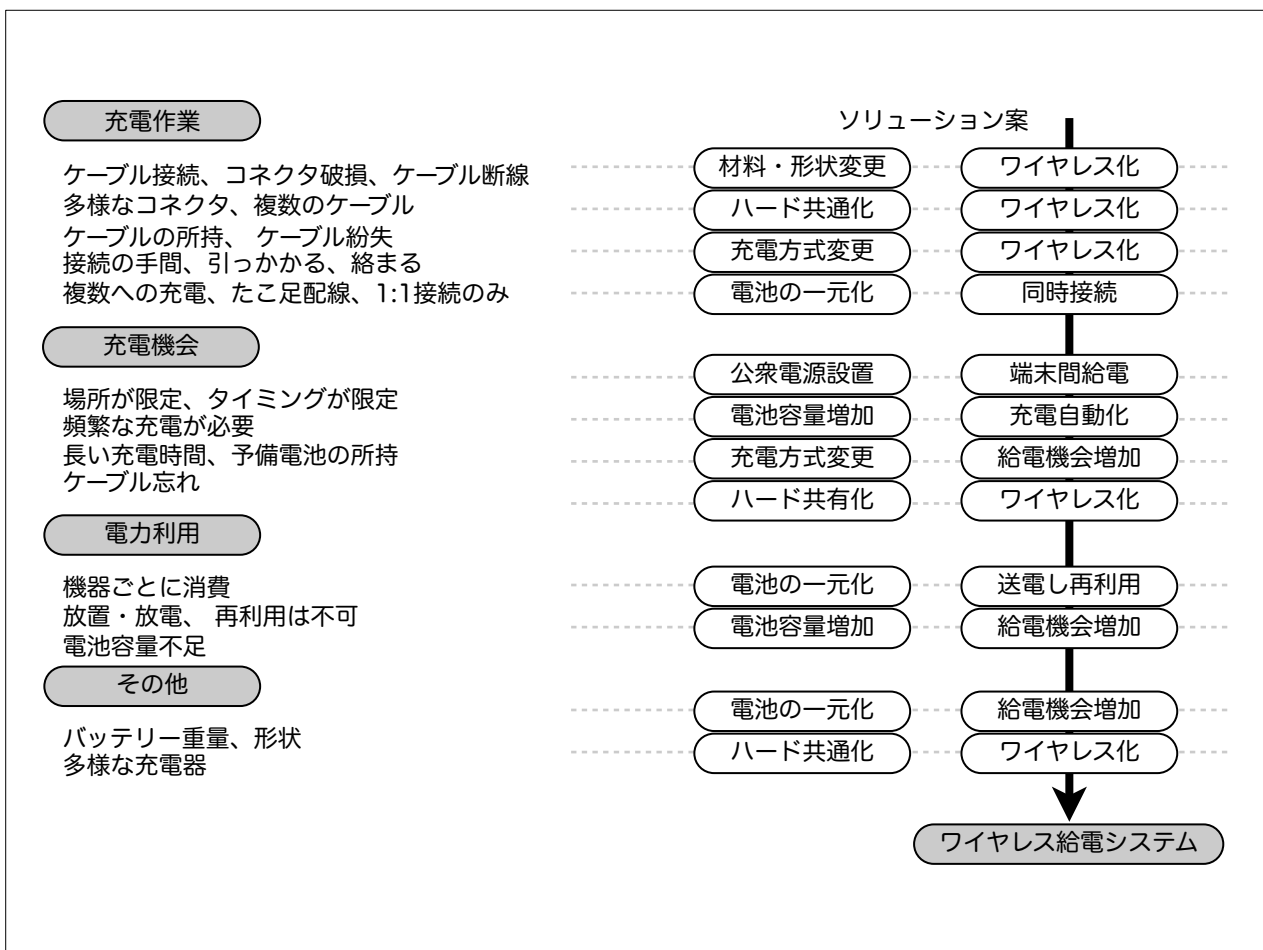 充電作業
ソリューション案
ケーブル接続、コネクタ破損、ケーブル断線
材料・形状変更
ワイヤレス化
多様なコネクタ、複数のケーブル
ハード共通化
ワイヤレス化
ケーブルの所持、 ケーブル紛失
充電方式変更
ワイヤレス化
接続の手間、引っかかる、絡まる
複数への充電、たこ足配線、1:1接続のみ
電池の一元化
同時接続
充電機会
公衆電源設置
端末間給電
場所が限定、タイミングが限定
電池容量増加
充電自動化
頻繁な充電が必要
長い充電時間、予備電池の所持
充電方式変更
給電機会増加
ケーブル忘れ
ハード共有化
ワイヤレス化
電力利用
機器ごとに消費
電池の一元化
送電し再利用
放置・放電、 再利用は不可
電池容量増加
給電機会増加
電池容量不足
その他
電池の一元化
給電機会増加
バッテリー重量、形状
ハード共通化
ワイヤレス化
多様な充電器
ワイヤレス給電システム